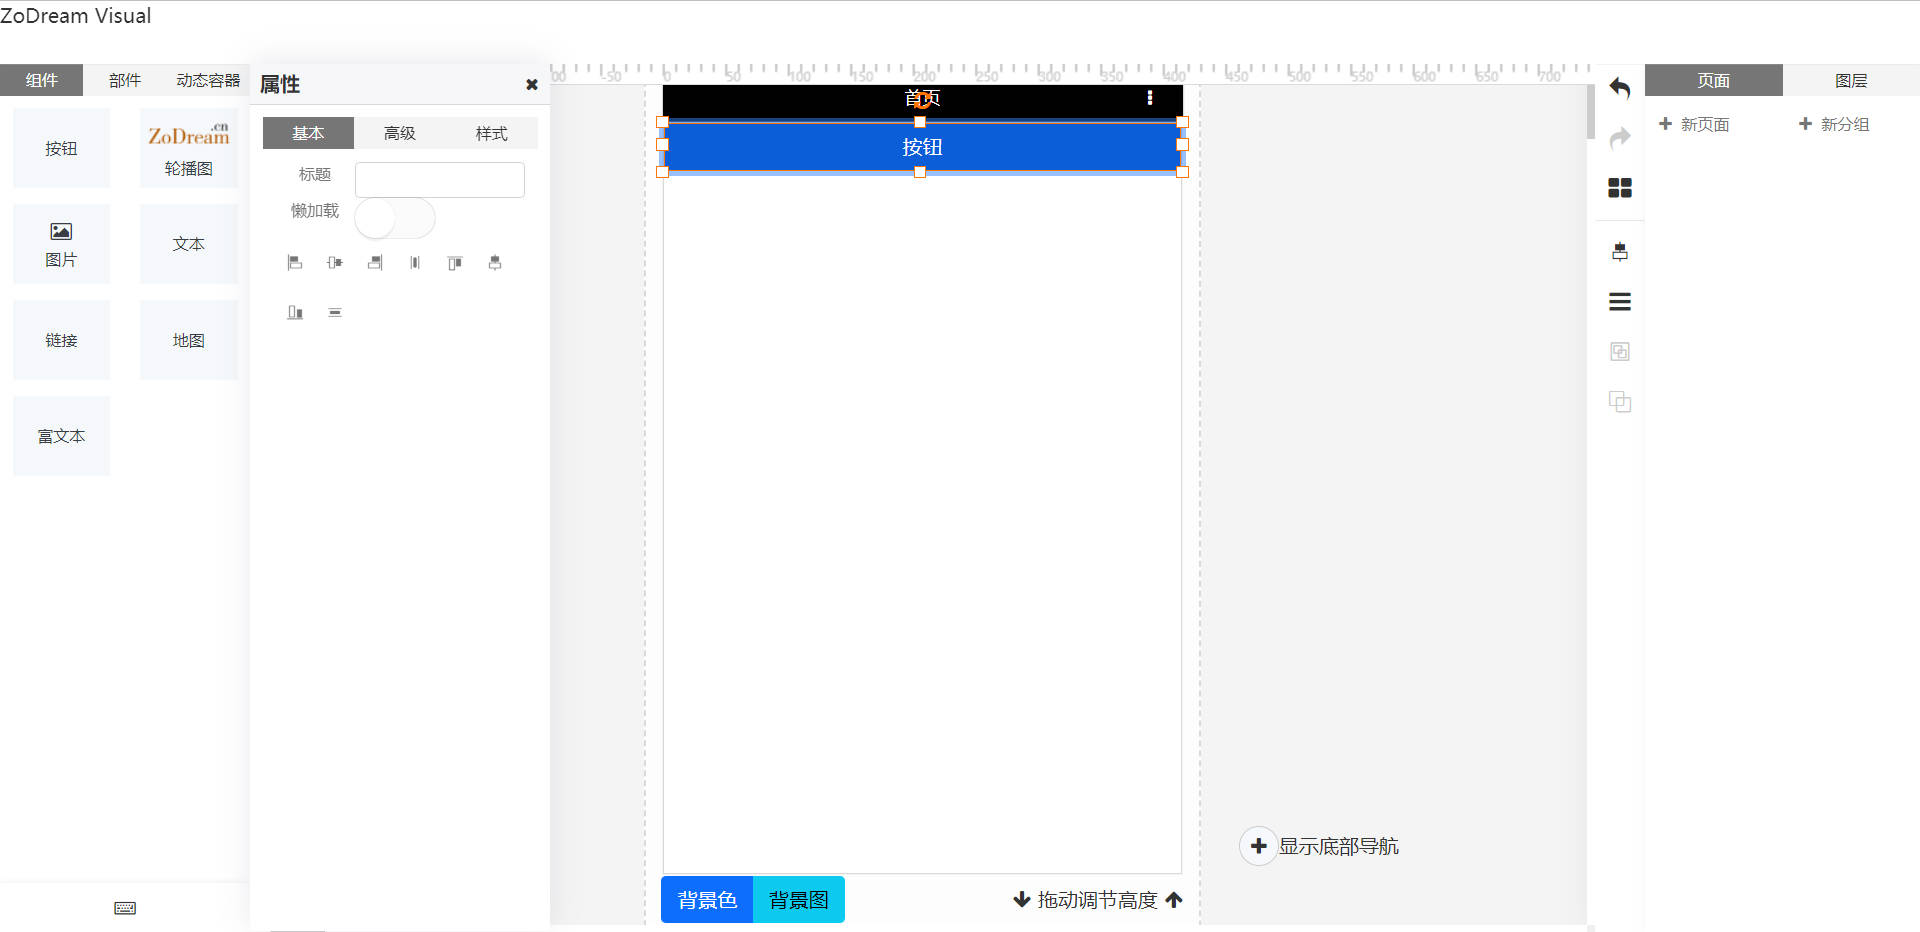 ZoDream Visual
组件
部件
动态容器
按钮
ZoDream.cn
轮播图
图片
文本
链接
地图
富文本
属性
基本
高级
样式
标题
懒加载
00 -50 0 50 100 150 200 250 300 350 400 450 500 550 600 650 700
首页
按钮
背景色
背景图
拖动调节高度
显示底部导航
页面
图层
新页面
新分组